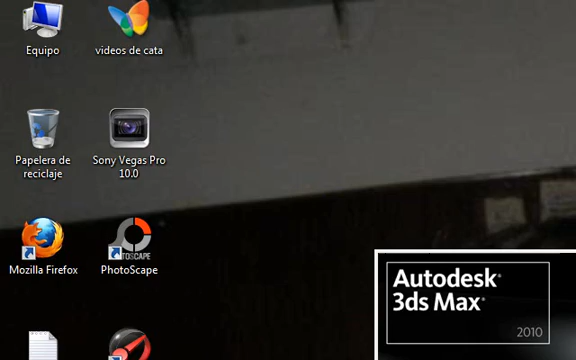 Equipo
videos de cata
Papelera de
reciclaje
Sony Vegas Pro
10.0
Mozilla Firefox
PhotoScape
Autodesk®
3ds Max®
2010